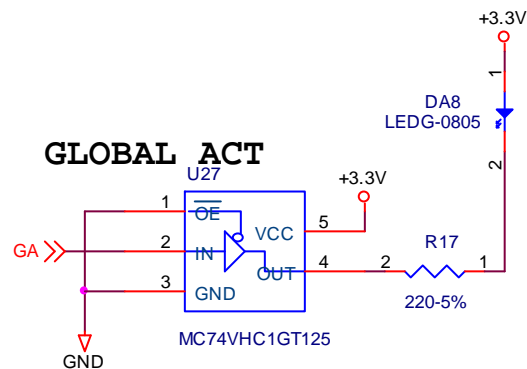 +3.3V
1
DA8
LEDG-0805
2
GLOBAL ACT
U27
+3.3V
1
OE
VCC
5
GA
2
IN
R17
OUT
4
2
1
3
GND
220-5%
MC74VHC1GT125
GND